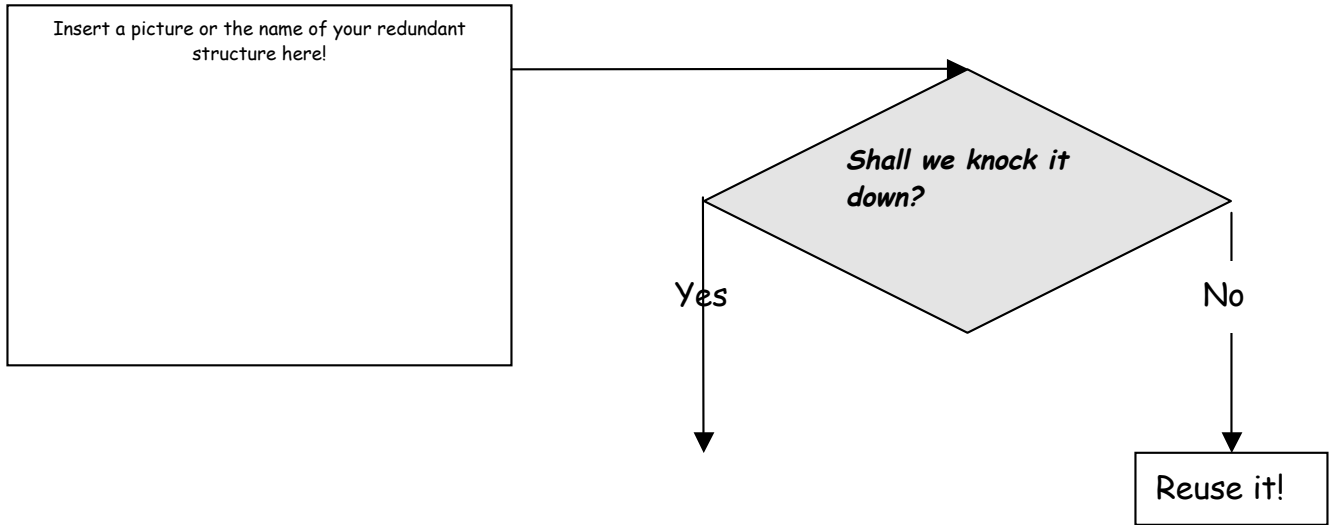 Insert a picture or the name of your redundant
structure here!
Shall we knock it
down?
Yes
No
Reuse it!